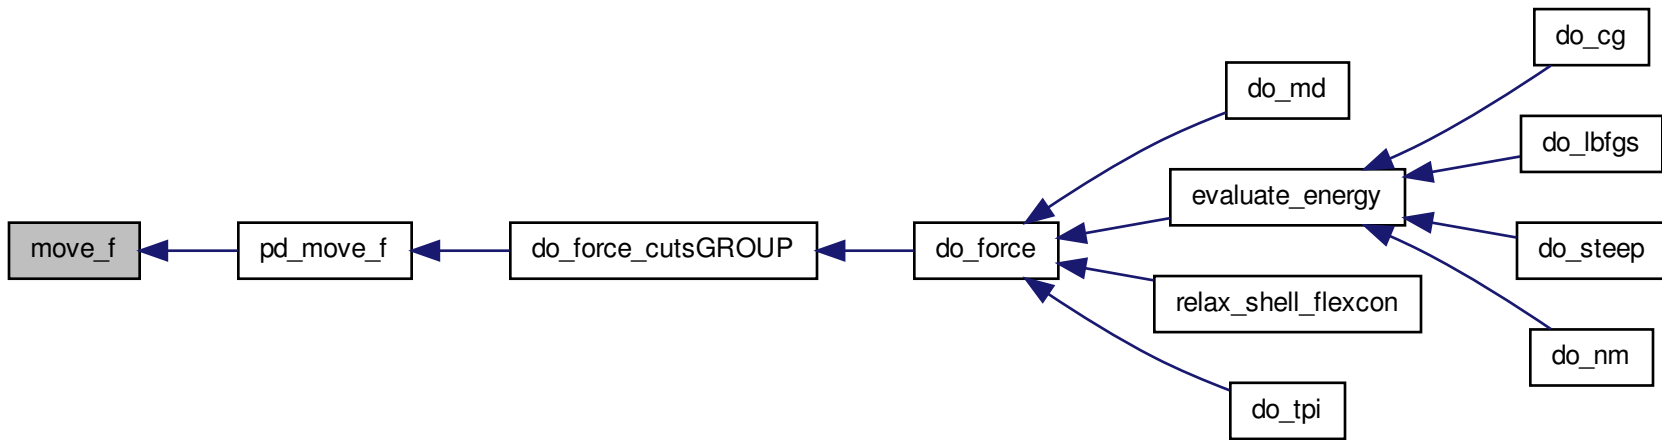 move_f
pd_move_f
do_force_cutsGROUP
do_force
do_md
evaluate_energy
relax_shell_flexcon
do_tpi
do_cg
do_lbfgs
do_steep
do_nm